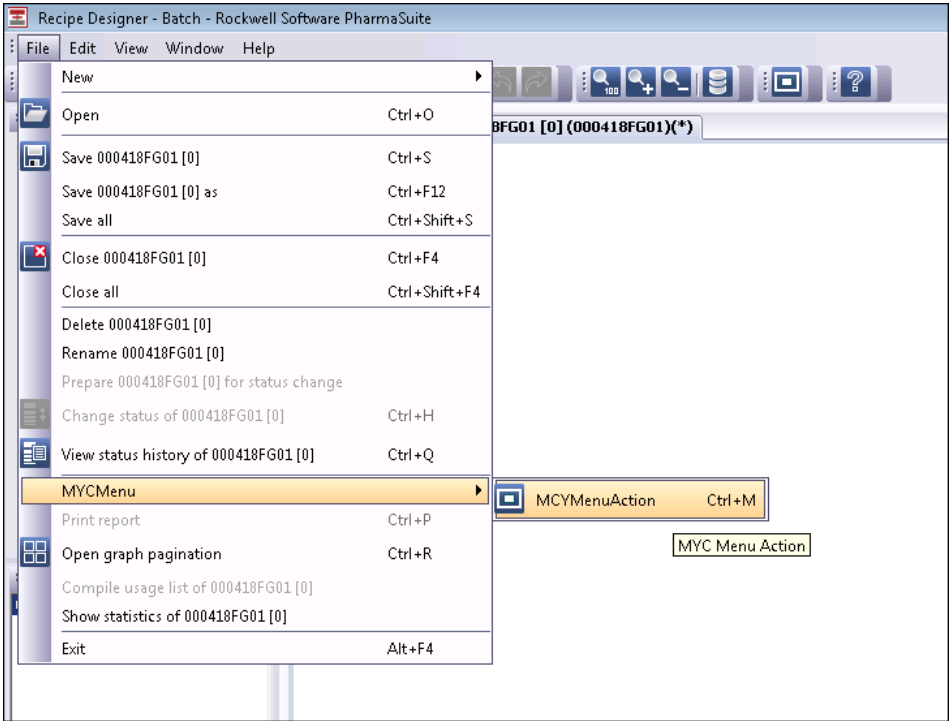 Recipe Designer - Batch - Rockwell Software PharmaSuite
File Edit View Window Help
New
100
?
Open Ctrl+O
8FG01 [0] (000418FG01)(*)
Save 000418FG01 [0] Ctrl+S
Save 000418FG01 [0] as Ctrl+F12
Save all Ctrl+Shift+S
Close 000418FG01 [0] Ctrl+F4
Close all Ctrl+Shift+F4
Delete 000418FG01 [0]
Rename 000418FG01 [0]
Prepare 000418FG01 [0] for status change
Change status of 000418FG01 [0] Ctrl+H
View status history of 000418FG01 [0] Ctrl+Q
MYCMenu
MCYMenuAction Ctrl+M
Print report Ctrl+P
MYC Menu Action
Open graph pagination Ctrl+R
Compile usage list of 000418FG01 [0]
Show statistics of 000418FG01 [0]
Exit Alt+F4